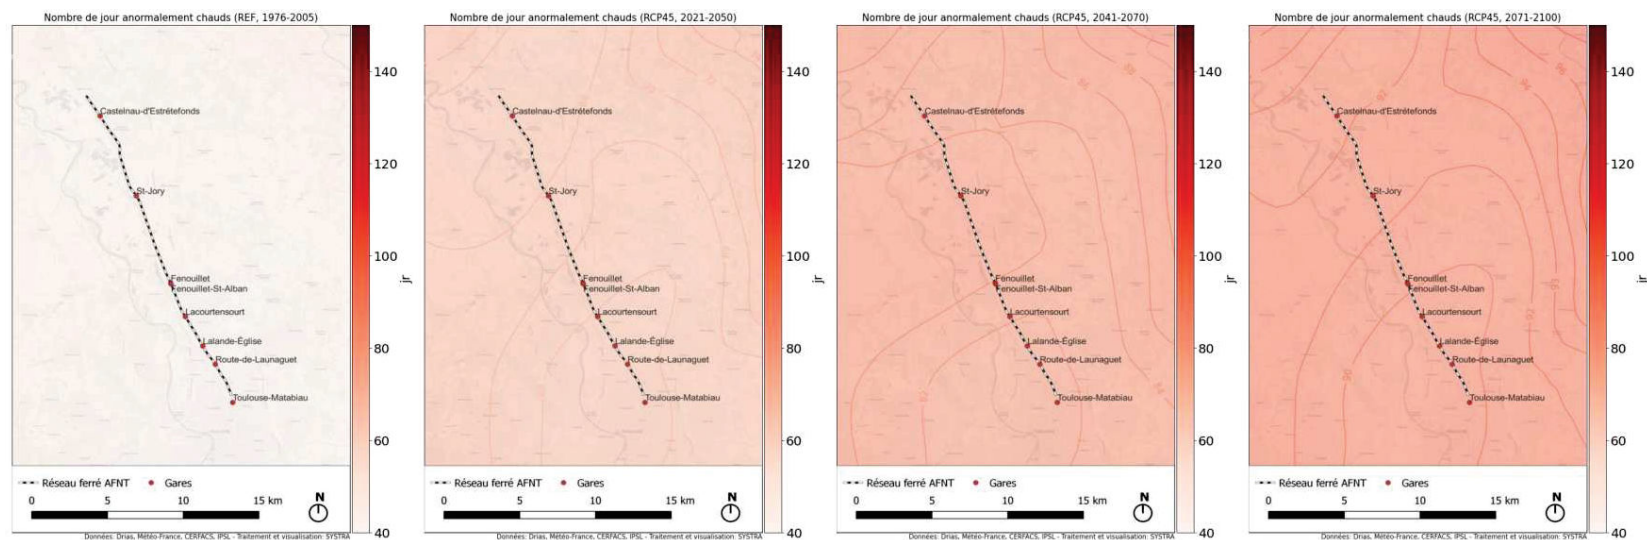 Nombre de jour anormalement chauds (REF, 1976-2005)
Castelnau-d'Estrétefonds
St-Jory
Fenouillet
Fenouillet-St-Alban
Lacourtensourt
Lalande-Église
Route-de-Launaguet
Toulouse-Matabiau
Réseau ferré AFNT
Gares
0 5 10 15 km
N
Données: Drias, Météo-France, CERFACS, IPSL - Traitement et visualisation: SYSTRA
140
120
100
80
60
40
jr
Nombre de jour anormalement chauds (RCP45, 2021-2050)
Castelnau-d'Estrétefonds
St-Jory
Fenouillet
Fenouillet-St-Alban
Lacourtensourt
Lalande-Église
Route-de-Launaguet
Toulouse-Matabiau
Réseau ferré AFNT
Gares
0 5 10 15 km
N
Données: Drias, Météo-France, CERFACS, IPSL - Traitement et visualisation: SYSTRA
140
120
100
80
60
40
jr
Nombre de jour anormalement chauds (RCP45, 2041-2070)
Castelnau-d'Estrétefonds
St-Jory
Fenouillet
Fenouillet-St-Alban
Lacourtensourt
Lalande-Église
Route-de-Launaguet
Toulouse-Matabiau
Réseau ferré AFNT
Gares
0 5 10 15 km
N
Données: Drias, Météo-France, CERFACS, IPSL - Traitement et visualisation: SYSTRA
140
120
100
80
60
40
jr
Nombre de jour anormalement chauds (RCP45, 2071-2100)
92
94
96
93
92
90
Castelnau-d'Estrétefonds
St-Jory
Fenouillet
Fenouillet-St-Alban
Lacourtensourt
Lalande-Église
Route-de-Launaguet
Toulouse-Matabiau
Réseau ferré AFNT
Gares
0 5 10 15 km
N
Données: Drias, Météo-France, CERFACS, IPSL - Traitement et visualisation: SYSTRA
140
120
100
80
60
40
jr